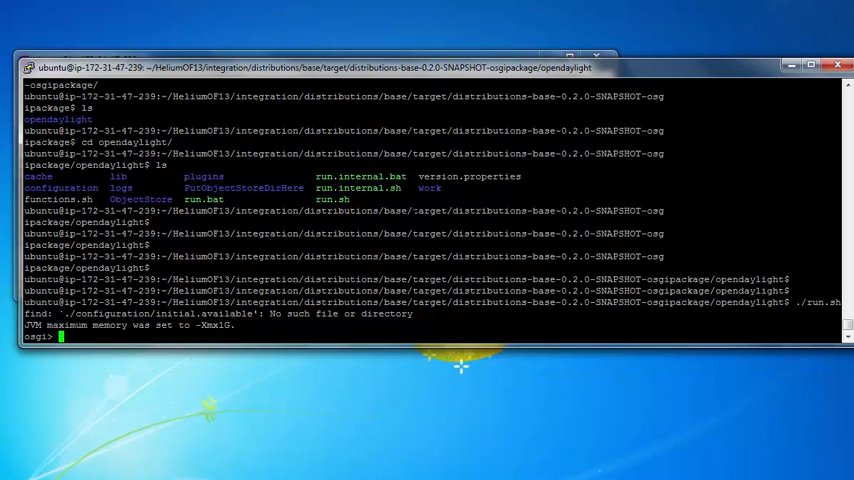 ubuntu@ip-172-31-47-239: ~/HeliumOF13/integration/distributions/base/target/distributions-base-0.2.0-SNAPSHOT-osgipackage/opendaylight
-osgipackage/
ubuntu@ip-172-31-47-239:~/HeliumOF13/integration/distributions/base/target/distributions-base-0.2.0-SNAPSHOT-osg
ipackage$ ls
opendaylight
ubuntu@ip-172-31-47-239:~/HeliumOF13/integration/distributions/base/target/distributions-base-0.2.0-SNAPSHOT-osg
ipackage$ cd opendaylight/
ubuntu@ip-172-31-47-239:~/HeliumOF13/integration/distributions/base/target/distributions-base-0.2.0-SNAPSHOT-osg
ipackage/opendaylight$ ls
cache lib plugins run.internal.bat version.properties
configuration logs PutObjectStoreDirHere run.internal.sh work
functions.sh ObjectStore run.bat run.sh
ubuntu@ip-172-31-47-239:~/HeliumOF13/integration/distributions/base/target/distributions-base-0.2.0-SNAPSHOT-osg
ipackage/opendaylight$
ubuntu@ip-172-31-47-239:~/HeliumOF13/integration/distributions/base/target/distributions-base-0.2.0-SNAPSHOT-osg
ipackage/opendaylight$
ubuntu@ip-172-31-47-239:~/HeliumOF13/integration/distributions/base/target/distributions-base-0.2.0-SNAPSHOT-osg
ipackage/opendaylight$
ubuntu@ip-172-31-47-239:~/HeliumOF13/integration/distributions/base/target/distributions-base-0.2.0-SNAPSHOT-osgipackage/opendaylight$
ubuntu@ip-172-31-47-239:~/HeliumOF13/integration/distributions/base/target/distributions-base-0.2.0-SNAPSHOT-osgipackage/opendaylight$
ubuntu@ip-172-31-47-239:~/HeliumOF13/integration/distributions/base/target/distributions-base-0.2.0-SNAPSHOT-osgipackage/opendaylight$ ./run.sh
find: `./configuration/initial.available': No such file or directory
JVM maximum memory was set to -Xmx1G.
osgi>